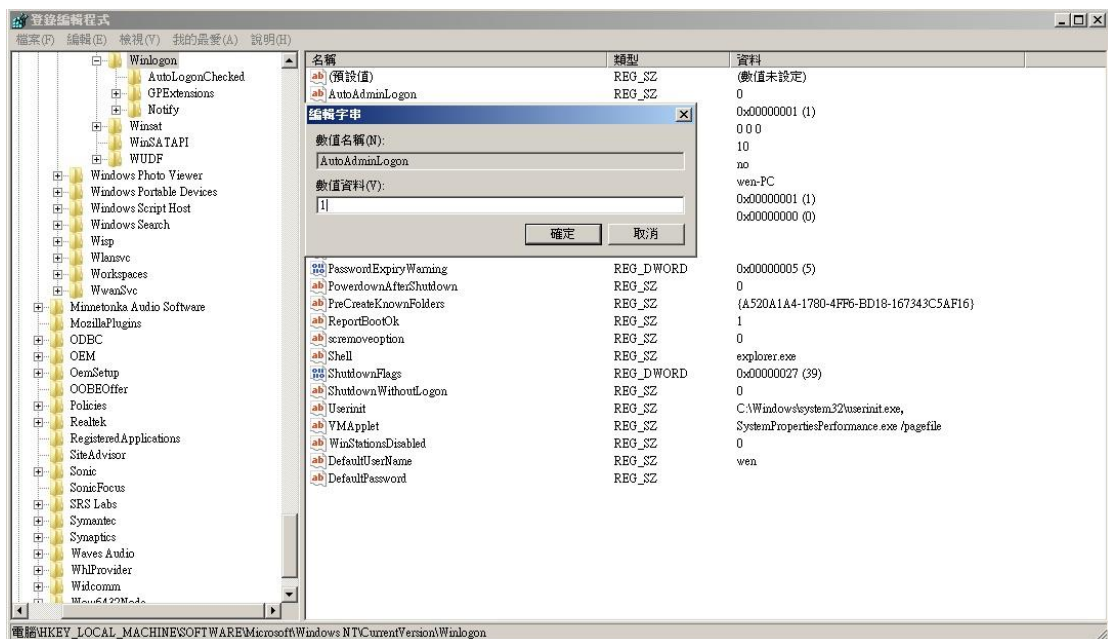 登錄編輯程式
檔案(F) 編輯(E) 檢視(V) 我的最愛(A) 說明(H)
Winlogon
AutoLogonChecked
GPExtensions
Notify
Winsat
WinSATAPI
WUDF
Windows Photo Viewer
Windows Portable Devices
Windows Script Host
Windows Search
Wisp
Wlansvc
Workspaces
WwanSvc
Minnetonka Audio Software
MozillaPlugins
ODBC
OEM
OemSetup
OOBEOffer
Policies
Realtek
RegisteredApplications
SiteAdvisor
Sonic
SonicFocus
SRS Labs
Symantec
Synaptics
Waves Audio
WhlProvider
Widcomm
Wow6432Node
名稱 類型 資料
(預設值) REG_SZ (數值未設定)
AutoAdminLogon REG_SZ 0
0x00000001 (1)
0 0 0
10
no
wen-PC
0x00000001 (1)
0x00000000 (0)
編輯字串
數值名稱(N):
AutoAdminLogon
數值資料(V):
1
確定 取消
PasswordExpiryWarning REG_DWORD 0x00000005 (5)
PowerdownAfterShutdown REG_SZ 0
PreCreateKnownFolders REG_SZ {A520A1A4-1780-4FF6-BD18-167343C5AF16}
ReportBootOk REG_SZ 1
scremoveoption REG_SZ 0
Shell REG_SZ explorer.exe
ShutdownFlags REG_DWORD 0x00000027 (39)
ShutdownWithoutLogon REG_SZ 0
Userinit REG_SZ C:\Windows\system32\userinit.exe,
VMApplet REG_SZ SystemPropertiesPerformance.exe /pagefile
WinStationsDisabled REG_SZ 0
DefaultUserName REG_SZ wen
DefaultPassword REG_SZ
電腦\HKEY_LOCAL_MACHINE\SOFTWARE\Microsoft\Windows NT\CurrentVersion\Winlogon